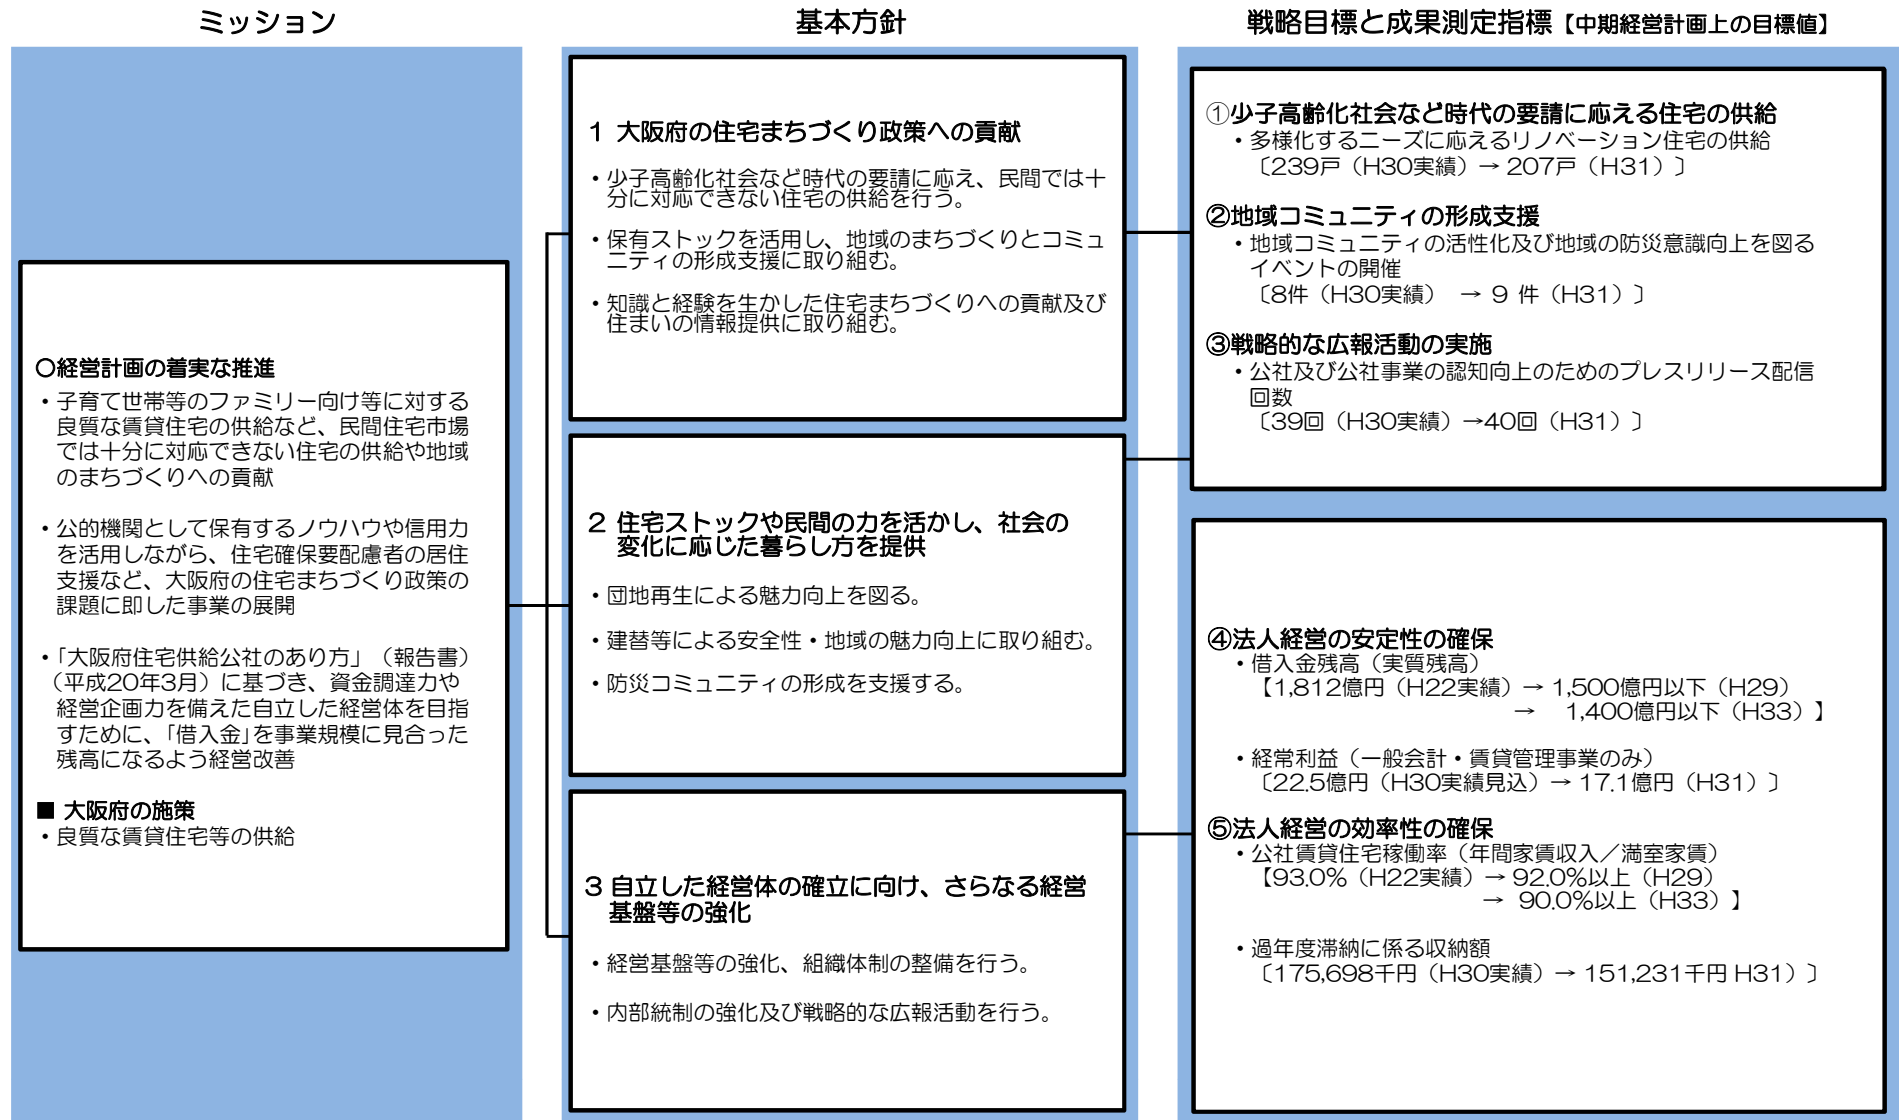 ミッション
○経営計画の着実な推進
・子育て世帯等のファミリー向け等に対する
良質な賃貸住宅の供給など、民間住宅市場
では十分に対応できない住宅の供給や地域
のまちづくりへの貢献
・公的機関として保有するノウハウや信用力
を活用しながら、住宅確保要配慮者の居住
支援など、大阪府の住宅まちづくり政策の
課題に即した事業の展開
・「大阪府住宅供給公社のあり方」（報告書）
（平成20年3月）に基づき、資金調達力や
経営企画力を備えた自立した経営体を目指
すために、「借入金」を事業規模に見合った
残高になるよう経営改善
■ 大阪府の施策
・良質な賃貸住宅等の供給
基本方針
1 大阪府の住宅まちづくり政策への貢献
・少子高齢化社会など時代の要請に応え、民間では十
分に対応できない住宅の供給を行う。
・保有ストックを活用し、地域のまちづくりとコミュ
ニティの形成支援に取り組む。
・知識と経験を生かした住宅まちづくりへの貢献及び
住まいの情報提供に取り組む。
2 住宅ストックや民間の力を活かし、社会の
変化に応じた暮らし方を提供
・団地再生による魅力向上を図る。
・建替等による安全性・地域の魅力向上に取り組む。
・防災コミュニティの形成を支援する。
3 自立した経営体の確立に向け、さらなる経営
基盤等の強化
・経営基盤等の強化、組織体制の整備を行う。
・内部統制の強化及び戦略的な広報活動を行う。
戦略目標と成果測定指標【中期経営計画上の目標値】
①少子高齢化社会など時代の要請に応える住宅の供給
・多様化するニーズに応えるリノベーション住宅の供給
〔239戸（H30実績）→ 207戸（H31）〕
②地域コミュニティの形成支援
・地域コミュニティの活性化及び地域の防災意識向上を図る
イベントの開催
〔8件（H30実績） → 9 件（H31）〕
③戦略的な広報活動の実施
・公社及び公社事業の認知向上のためのプレスリリース配信
回数
〔39回（H30実績）→40回（H31）〕
④法人経営の安定性の確保
・借入金残高（実質残高）
【1,812億円（H22実績）→ 1,500億円以下（H29）
→ 1,400億円以下（H33）】
・経常利益（一般会計・賃貸管理事業のみ）
〔22.5億円（H30実績見込）→ 17.1億円（H31）〕
⑤法人経営の効率性の確保
・公社賃貸住宅稼働率（年間家賃収入／満室家賃）
【93.0％（H22実績）→ 92.0％以上（H29）
→ 90.0％以上（H33）】
・過年度滞納に係る収納額
〔175,698千円（H30実績）→ 151,231千円 H31）〕